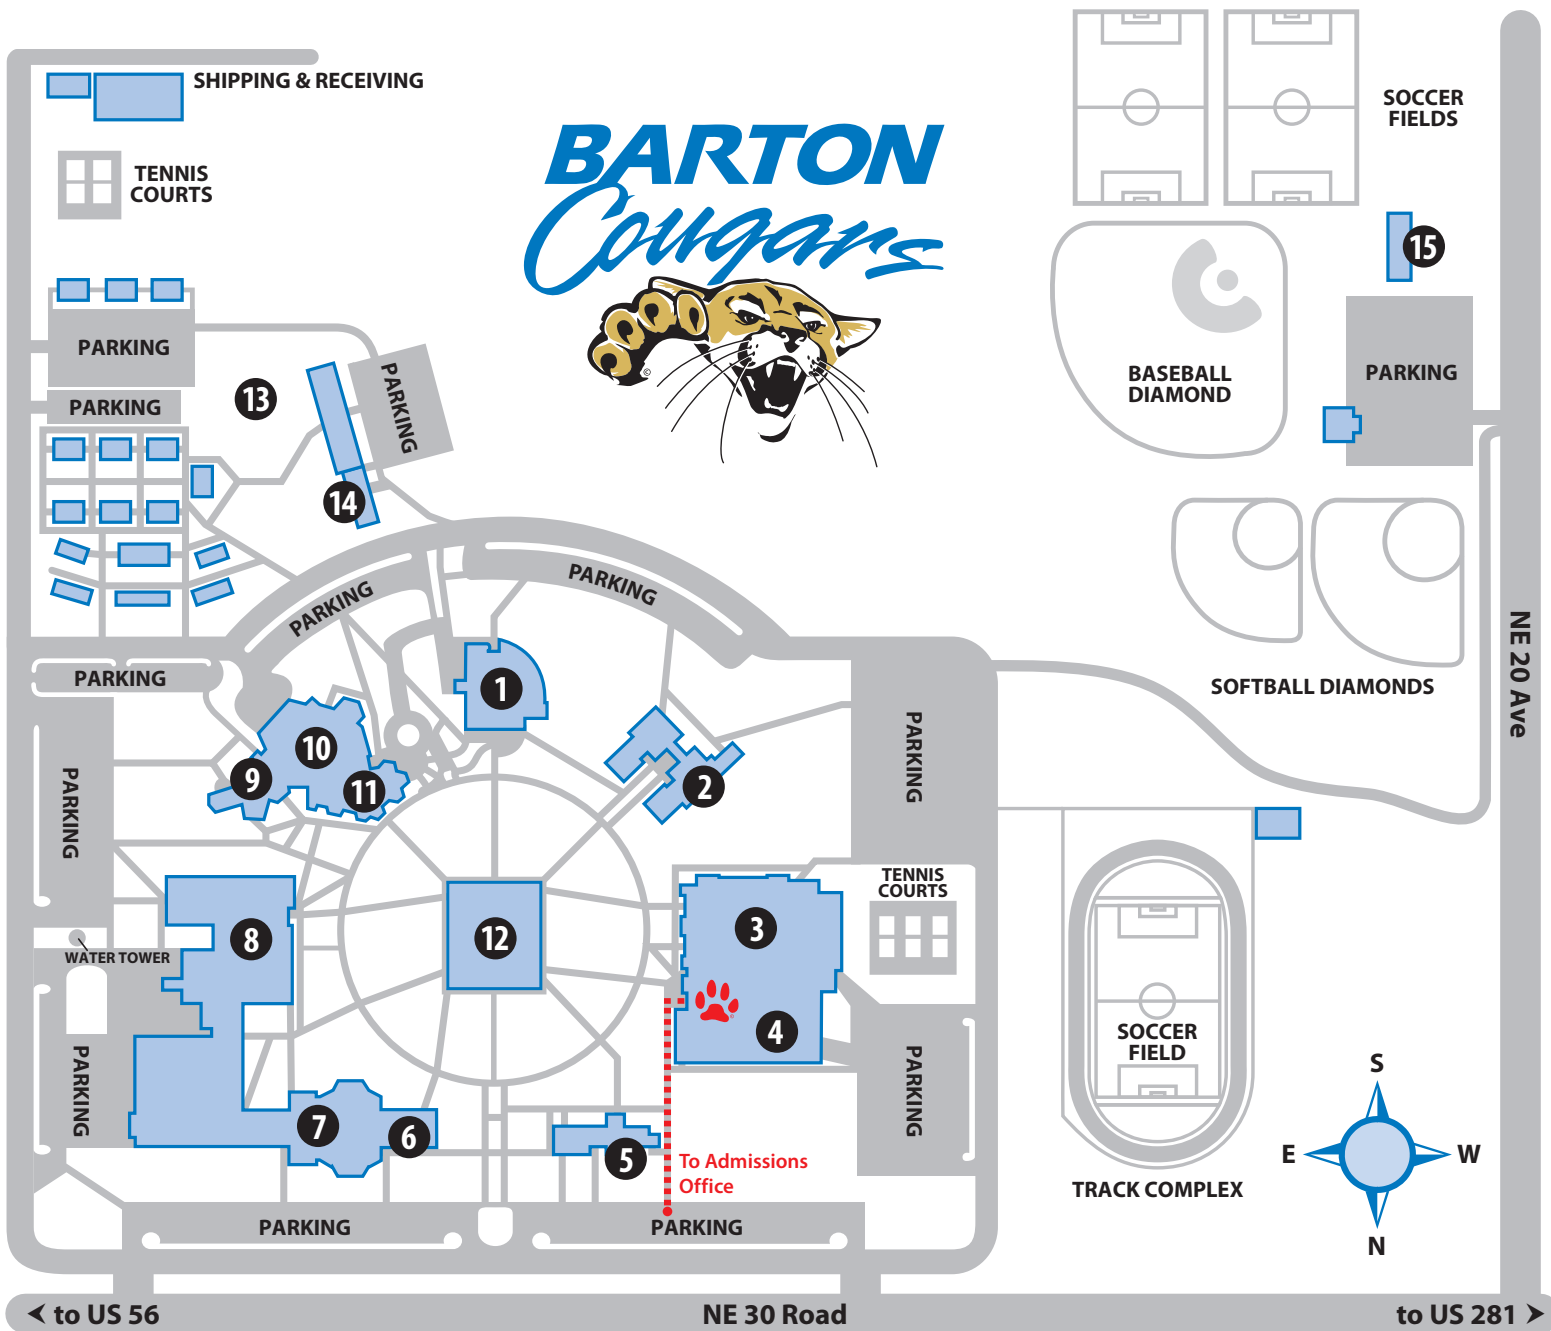 SHIPPING & RECEIVING
TENNIS
COURTS
BARTON
Cougars
©
SOCCER
FIELDS
15
PARKING
PARKING
13
PARKING
14
BASEBALL
DIAMOND
PARKING
PARKING
PARKING
NE 20 Ave
PARKING
1
SOFTBALL DIAMONDS
10
9
11
2
PARKING
PARKING
TENNIS
COURTS
8
12
3
WATER TOWER
4
SOCCER
FIELD
PARKING
PARKING
7
6
5
To Admissions
Office
S
E
W
N
TRACK COMPLEX
PARKING
PARKING
to US 56
NE 30 Road
to US 281